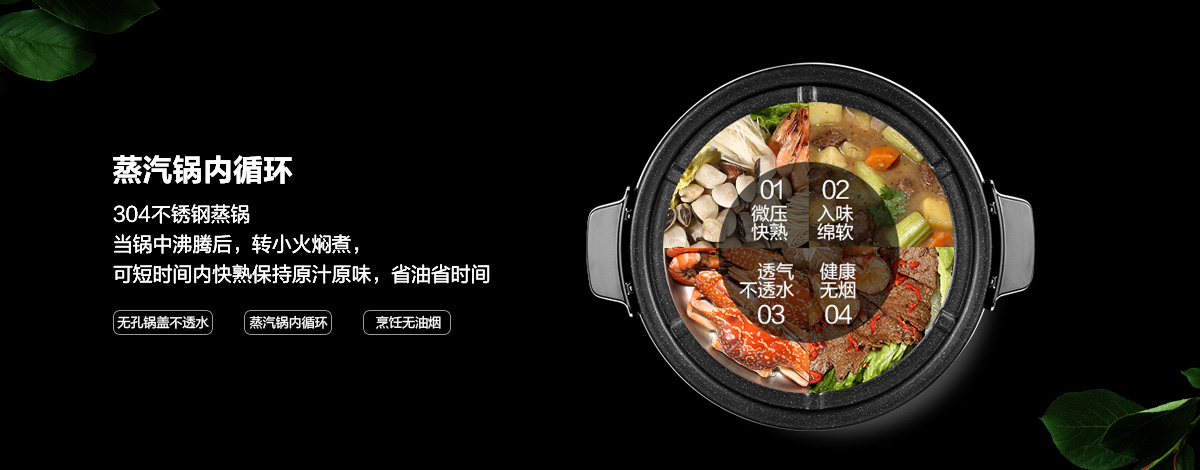 蒸汽锅内循环
304不锈钢蒸锅
当锅中沸腾后，转小火焖煮，
可短时间内快熟保持原汁原味，省油省时间
无孔锅盖不透水
蒸汽锅内循环
烹饪无油烟
01
微压
快熟
02
入味
绵软
透气
不透水
03
健康
无烟
04